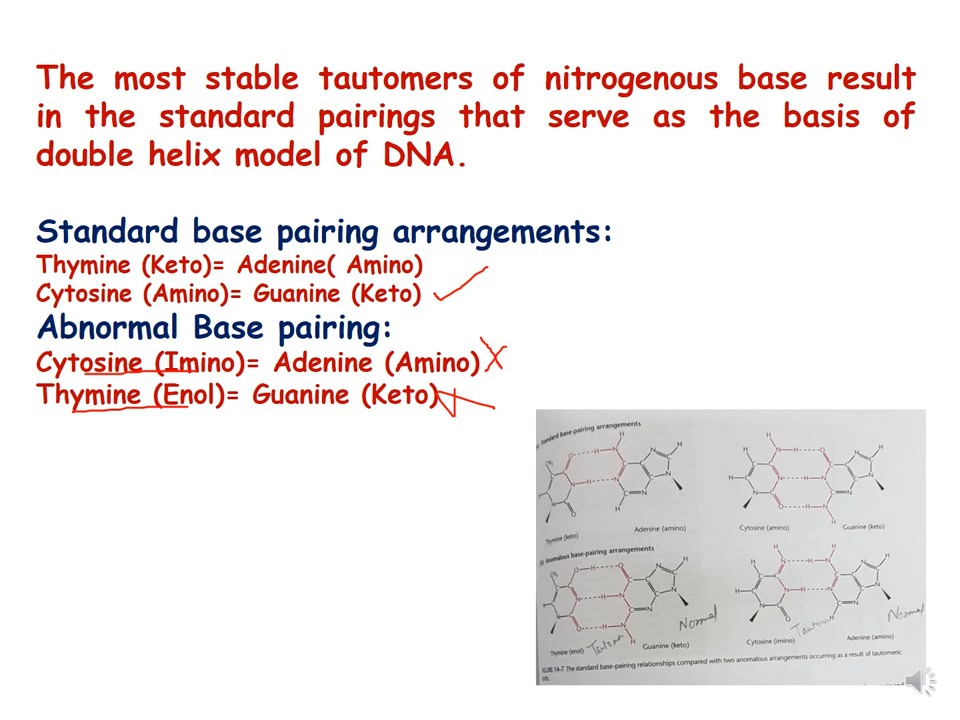 The most stable tautomers of nitrogenous base result
in the standard pairings that serve as the basis of
double helix model of DNA.
Standard base pairing arrangements:
Thymine (Keto)= Adenine( Amino)
Cytosine (Amino)= Guanine (Keto)
Abnormal Base pairing:
Cytosine (Imino)= Adenine (Amino)
Thymine (Enol)= Guanine (Keto)
Standard base-pairing arrangements
Thymine (keto)
Adenine (amino)
Cytosine (amino)
Guanine (keto)
(b) Anomalous base-pairing arrangements
Normal
Normal
Thymine (enol)
Guanine (keto)
Cytosine (imino)
Adenine (amino)
FIGURE 14-7 The standard base-pairing relationships compared with two anomalous arrangements occurring as a result of tautomeric